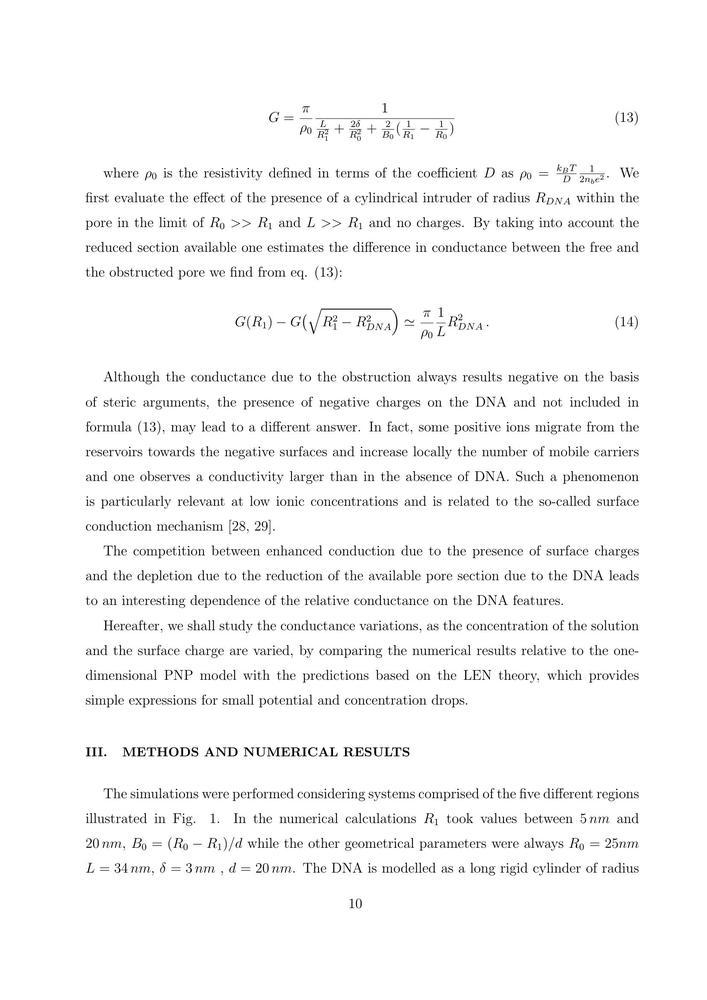 G = \frac{π}{ρ_0} \frac{1}{\frac{L}{R_1^2} + \frac{2δ}{R_0^2} + \frac{2}{B_0}(\frac{1}{R_1} − \frac{1}{R_0})} (13)
where ρ_0 is the resistivity defined in terms of the coefficient D as ρ_0 = \frac{k_B T}{D} \frac{1}{2n_b e^2}. We
first evaluate the effect of the presence of a cylindrical intruder of radius R_{DNA} within the
pore in the limit of R_0 >> R_1 and L >> R_1 and no charges. By taking into account the
reduced section available one estimates the difference in conductance between the free and
the obstructed pore we find from eq. (13):
G(R_1) − G(\sqrt{R_1^2 − R_{DNA}^2}) ≃ \frac{π}{ρ_0} \frac{1}{L} R_{DNA}^2 . (14)
Although the conductance due to the obstruction always results negative on the basis
of steric arguments, the presence of negative charges on the DNA and not included in
formula (13), may lead to a different answer. In fact, some positive ions migrate from the
reservoirs towards the negative surfaces and increase locally the number of mobile carriers
and one observes a conductivity larger than in the absence of DNA. Such a phenomenon
is particularly relevant at low ionic concentrations and is related to the so-called surface
conduction mechanism [28, 29].
The competition between enhanced conduction due to the presence of surface charges
and the depletion due to the reduction of the available pore section due to the DNA leads
to an interesting dependence of the relative conductance on the DNA features.
Hereafter, we shall study the conductance variations, as the concentration of the solution
and the surface charge are varied, by comparing the numerical results relative to the one-
dimensional PNP model with the predictions based on the LEN theory, which provides
simple expressions for small potential and concentration drops.
III. METHODS AND NUMERICAL RESULTS
The simulations were performed considering systems comprised of the five different regions
illustrated in Fig. 1. In the numerical calculations R_1 took values between 5 nm and
20 nm, B_0 = (R_0 − R_1)/d while the other geometrical parameters were always R_0 = 25nm
L = 34 nm, δ = 3 nm , d = 20 nm. The DNA is modelled as a long rigid cylinder of radius
10